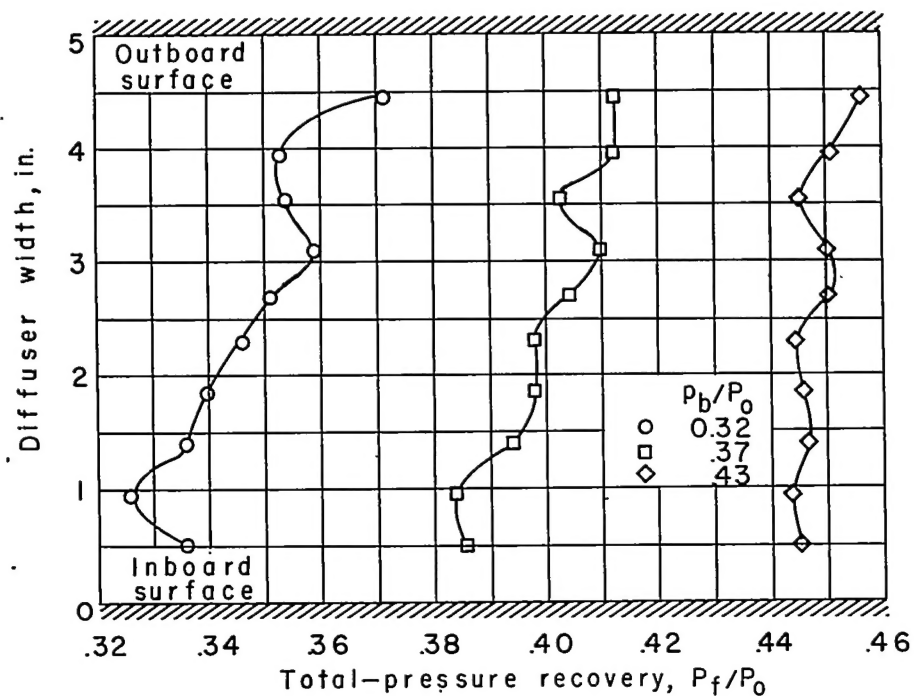 5
Outboard
surface
4
3
2
1
0
Diffuser width, in.
p_b/P_0
0.32
.37
.43
Inboard
surface
.32 .34 .36 .38 .40 .42 .44 .46
Total-pressure recovery, P_f/P_0